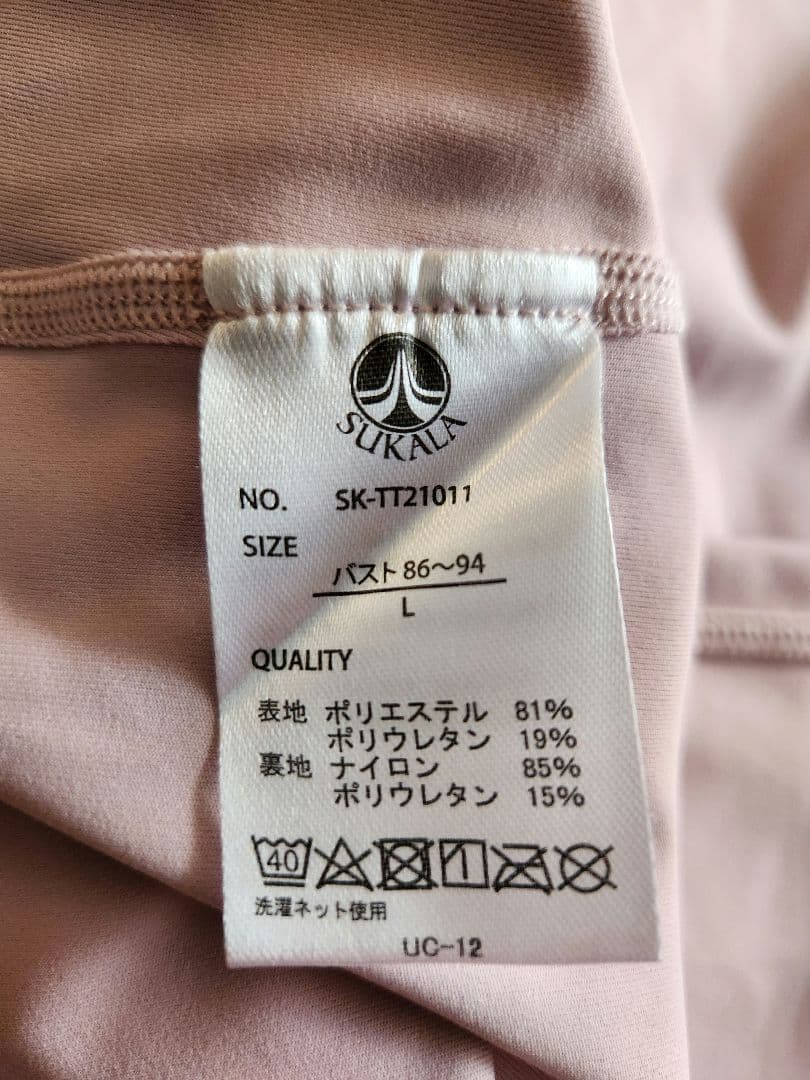 SUKALA
NO. SK-TT21011
SIZE
バスト 86～94
L
QUALITY
表地 ポリエステル 81%
ポリウレタン 19%
裏地 ナイロン 85%
ポリウレタン 15%
40
洗濯ネット使用
UC-12